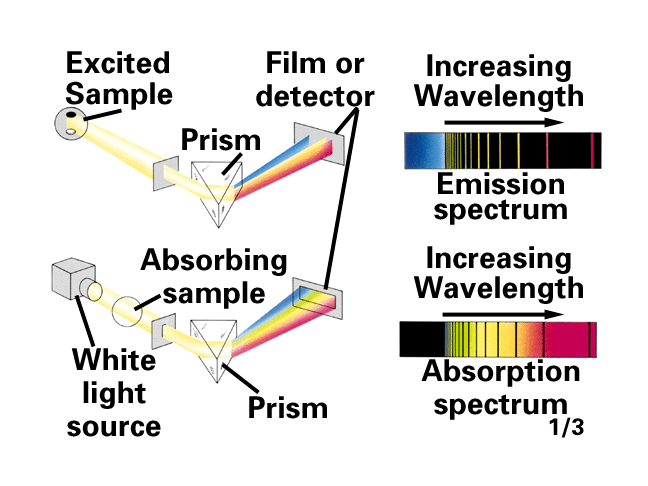 Excited
Sample
Film or
detector
Prism
Increasing
Wavelength
Emission
spectrum
Absorbing
sample
White
light
source
Prism
Increasing
Wavelength
Absorption
spectrum
1/3